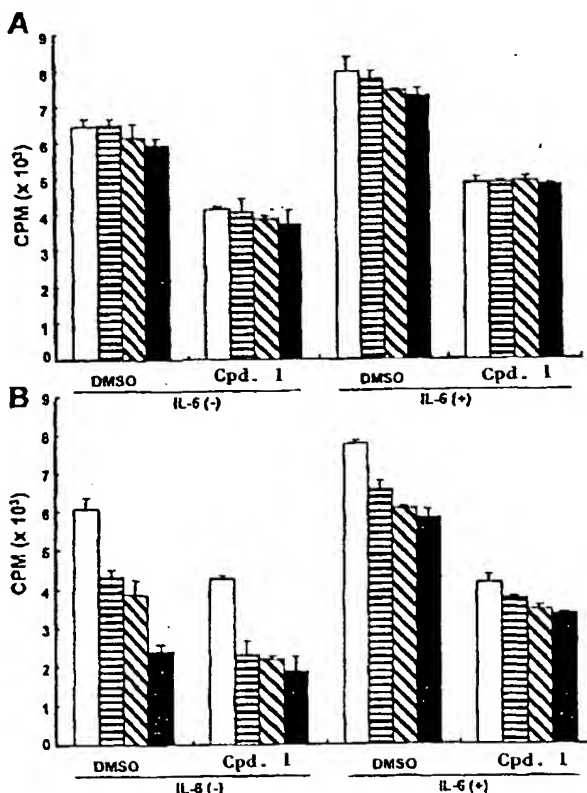 A
9
8
7
6
5
4
3
2
1
0
CPM (x 10³)
DMSO Cpd. 1 DMSO Cpd. 1
IL-6 (-) IL-6 (+)
B
9
8
7
6
5
4
3
2
1
0
CPM (x 10³)
DMSO Cpd. 1 DMSO Cpd. 1
IL-6 (-) IL-6 (+)